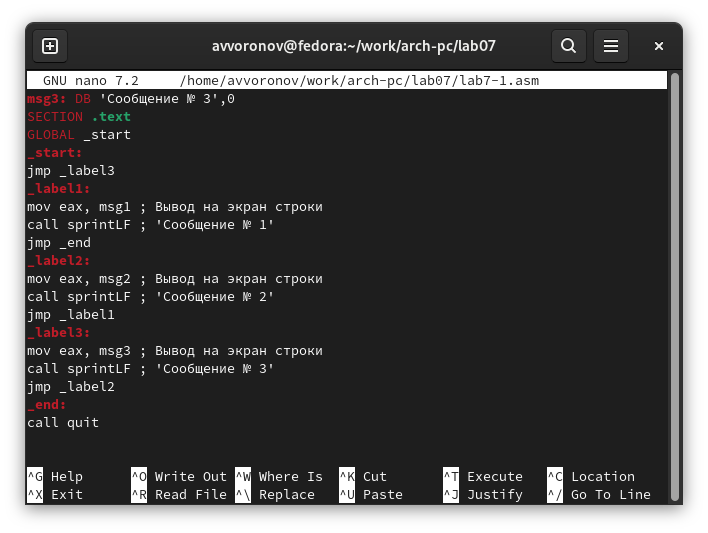 avvoronov@fedora:~/work/arch-pc/lab07
GNU nano 7.2 /home/avvoronov/work/arch-pc/lab07/lab7-1.asm
msg3: DB 'Сообщение № 3',0
SECTION .text
GLOBAL _start
_start:
jmp _label3
_label1:
mov eax, msg1 ; Вывод на экран строки
call sprintLF ; 'Сообщение № 1'
jmp _end
_label2:
mov eax, msg2 ; Вывод на экран строки
call sprintLF ; 'Сообщение № 2'
jmp _label1
_label3:
mov eax, msg3 ; Вывод на экран строки
call sprintLF ; 'Сообщение № 3'
jmp _label2
_end:
call quit
^G Help ^O Write Out ^W Where Is ^K Cut ^T Execute ^C Location
^X Exit ^R Read File ^\ Replace ^U Paste ^J Justify ^/ Go To Line